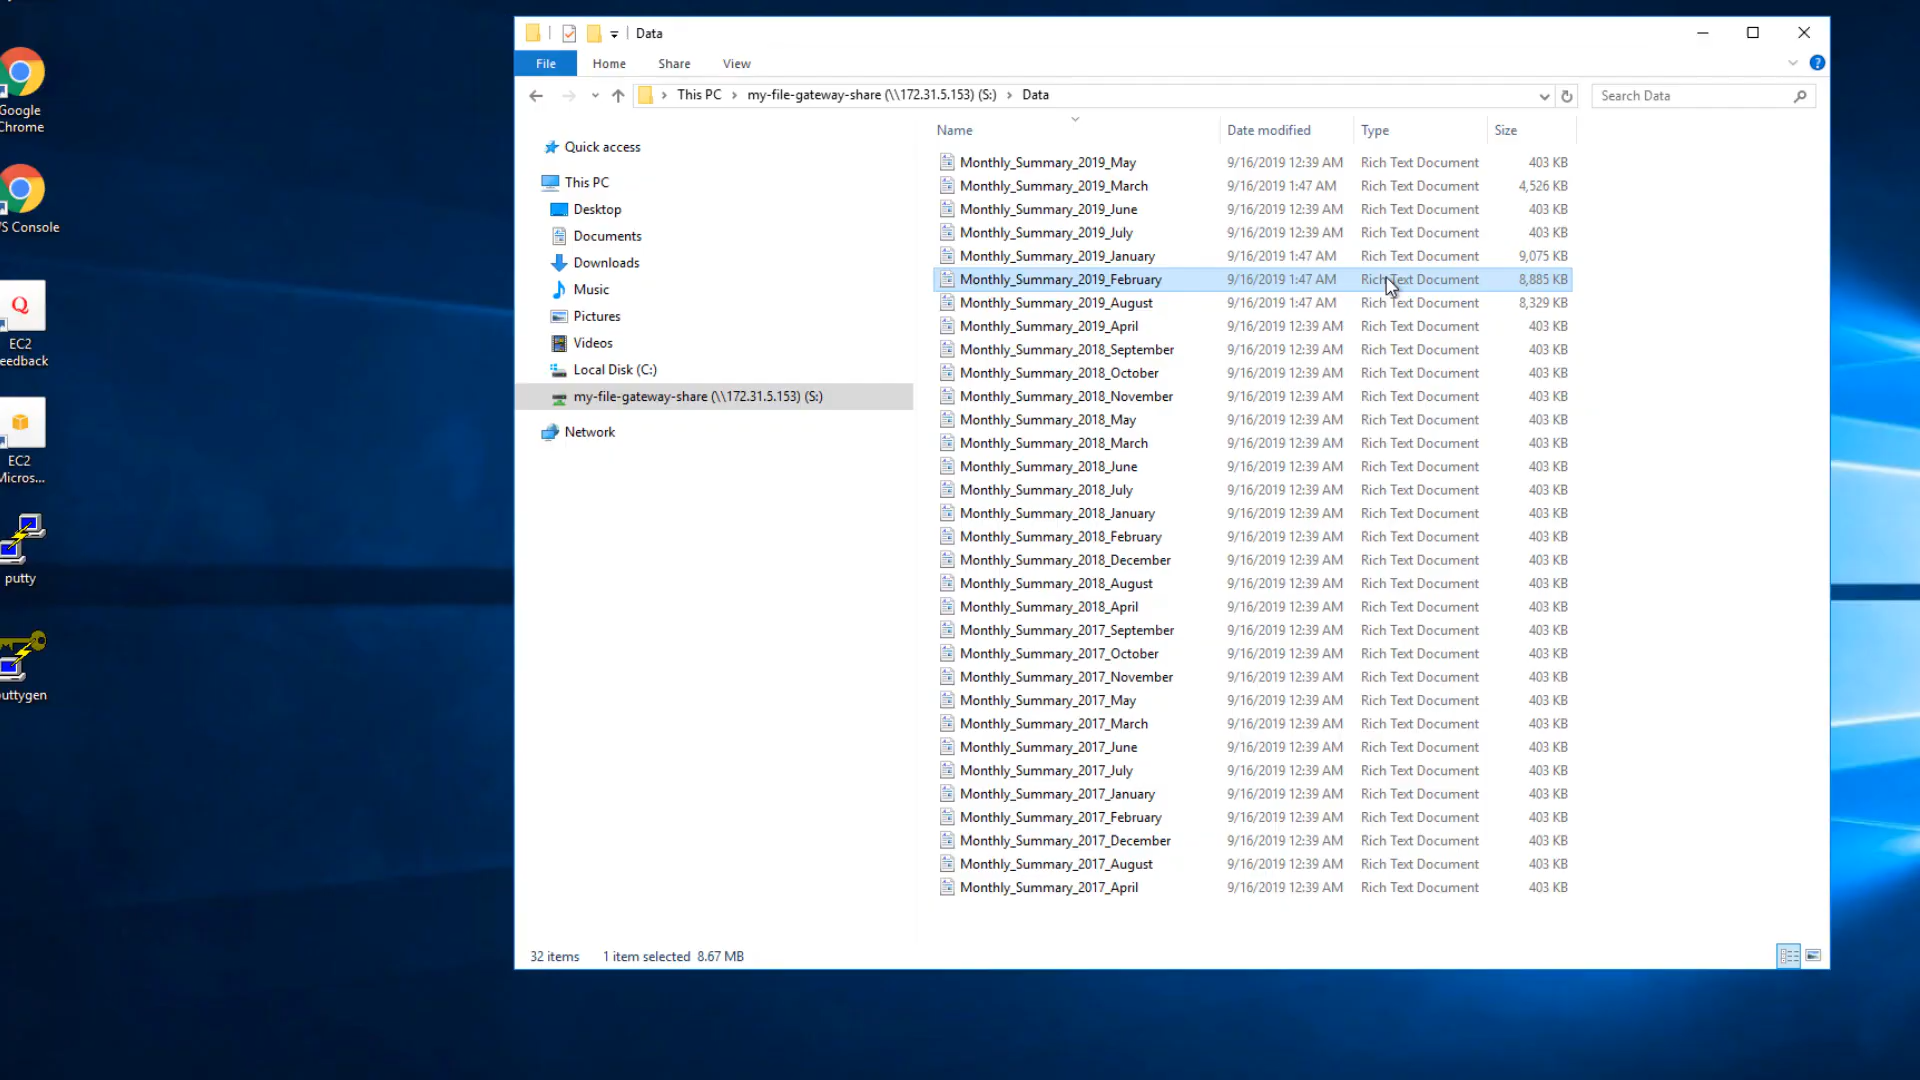 Data
File Home Share View
This PC my-file-gateway-share (\\172.31.5.153) (S:) Data
Search Data
Google
Chrome
S Console
EC2
eedback
EC2
Micros...
putty
uttygen
Quick access
This PC
Desktop
Documents
Downloads
Music
Pictures
Videos
Local Disk (C:)
my-file-gateway-share (\\172.31.5.153) (S:)
Network
Name Date modified Type Size
Monthly_Summary_2019_May 9/16/2019 12:39 AM Rich Text Document 403 KB
Monthly_Summary_2019_March 9/16/2019 1:47 AM Rich Text Document 4,526 KB
Monthly_Summary_2019_June 9/16/2019 12:39 AM Rich Text Document 403 KB
Monthly_Summary_2019_July 9/16/2019 12:39 AM Rich Text Document 403 KB
Monthly_Summary_2019_January 9/16/2019 1:47 AM Rich Text Document 9,075 KB
Monthly_Summary_2019_February 9/16/2019 1:47 AM Rich Text Document 8,885 KB
Monthly_Summary_2019_August 9/16/2019 1:47 AM Rich Text Document 8,329 KB
Monthly_Summary_2019_April 9/16/2019 12:39 AM Rich Text Document 403 KB
Monthly_Summary_2018_September 9/16/2019 12:39 AM Rich Text Document 403 KB
Monthly_Summary_2018_October 9/16/2019 12:39 AM Rich Text Document 403 KB
Monthly_Summary_2018_November 9/16/2019 12:39 AM Rich Text Document 403 KB
Monthly_Summary_2018_May 9/16/2019 12:39 AM Rich Text Document 403 KB
Monthly_Summary_2018_March 9/16/2019 12:39 AM Rich Text Document 403 KB
Monthly_Summary_2018_June 9/16/2019 12:39 AM Rich Text Document 403 KB
Monthly_Summary_2018_July 9/16/2019 12:39 AM Rich Text Document 403 KB
Monthly_Summary_2018_January 9/16/2019 12:39 AM Rich Text Document 403 KB
Monthly_Summary_2018_February 9/16/2019 12:39 AM Rich Text Document 403 KB
Monthly_Summary_2018_December 9/16/2019 12:39 AM Rich Text Document 403 KB
Monthly_Summary_2018_August 9/16/2019 12:39 AM Rich Text Document 403 KB
Monthly_Summary_2018_April 9/16/2019 12:39 AM Rich Text Document 403 KB
Monthly_Summary_2017_September 9/16/2019 12:39 AM Rich Text Document 403 KB
Monthly_Summary_2017_October 9/16/2019 12:39 AM Rich Text Document 403 KB
Monthly_Summary_2017_November 9/16/2019 12:39 AM Rich Text Document 403 KB
Monthly_Summary_2017_May 9/16/2019 12:39 AM Rich Text Document 403 KB
Monthly_Summary_2017_March 9/16/2019 12:39 AM Rich Text Document 403 KB
Monthly_Summary_2017_June 9/16/2019 12:39 AM Rich Text Document 403 KB
Monthly_Summary_2017_July 9/16/2019 12:39 AM Rich Text Document 403 KB
Monthly_Summary_2017_January 9/16/2019 12:39 AM Rich Text Document 403 KB
Monthly_Summary_2017_February 9/16/2019 12:39 AM Rich Text Document 403 KB
Monthly_Summary_2017_December 9/16/2019 12:39 AM Rich Text Document 403 KB
Monthly_Summary_2017_August 9/16/2019 12:39 AM Rich Text Document 403 KB
Monthly_Summary_2017_April 9/16/2019 12:39 AM Rich Text Document 403 KB
32 items 1 item selected 8.67 MB